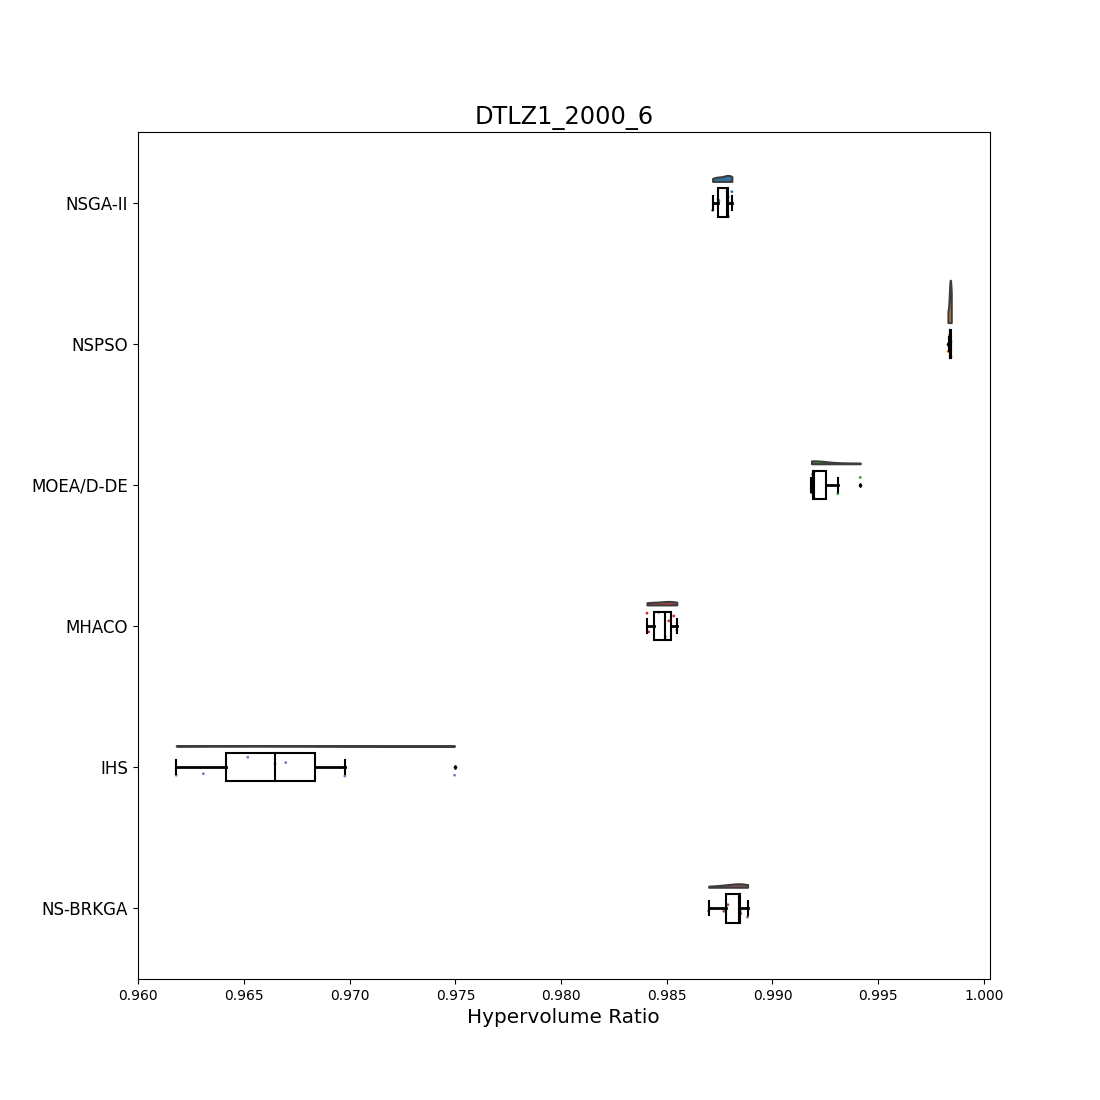 DTLZ1_2000_6
NSGA-II
NSPSO
MOEA/D-DE
MHACO
IHS
NS-BRKGA
0.960 0.965 0.970 0.975 0.980 0.985 0.990 0.995 1.000
Hypervolume Ratio